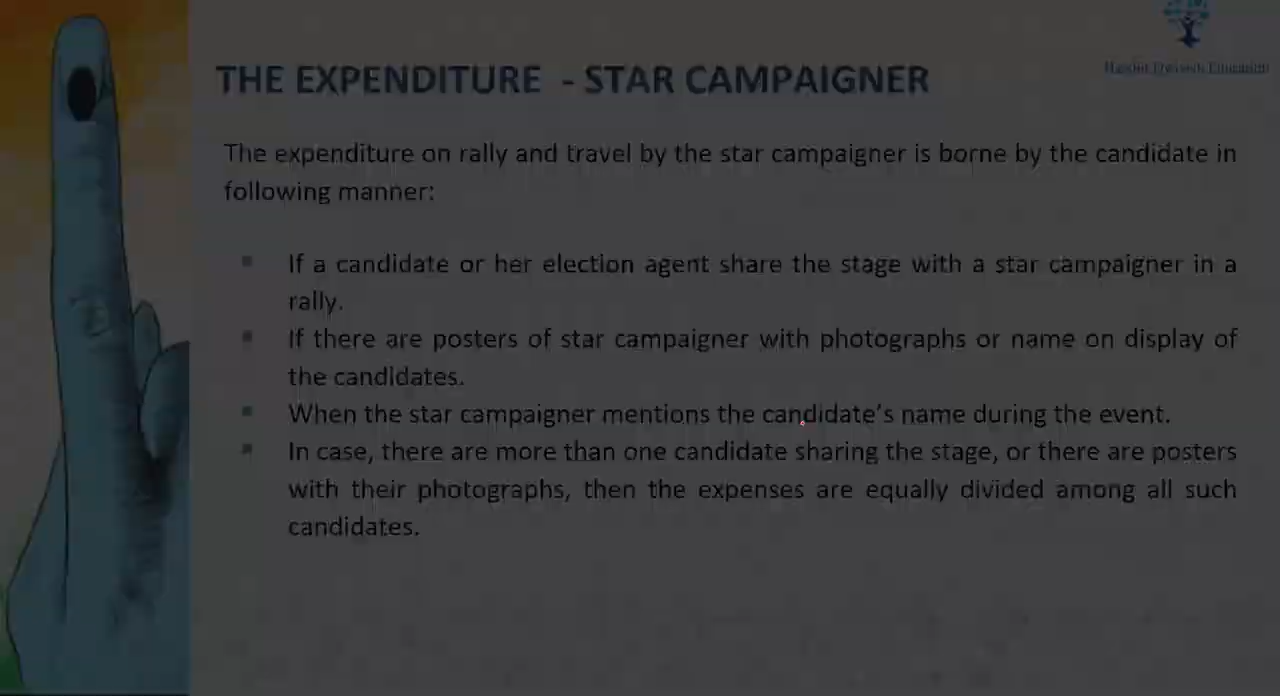 THE EXPENDITURE - STAR CAMPAIGNER
The expenditure on rally and travel by the star campaigner is borne by the candidate in
following manner:
If a candidate or her election agent share the stage with a star campaigner in a
rally.
If there are posters of star campaigner with photographs or name on display of
the candidates.
When the star campaigner mentions the candidate's name during the event.
In case, there are more than one candidate sharing the stage, or there are posters
with their photographs, then the expenses are equally divided among all such
candidates.